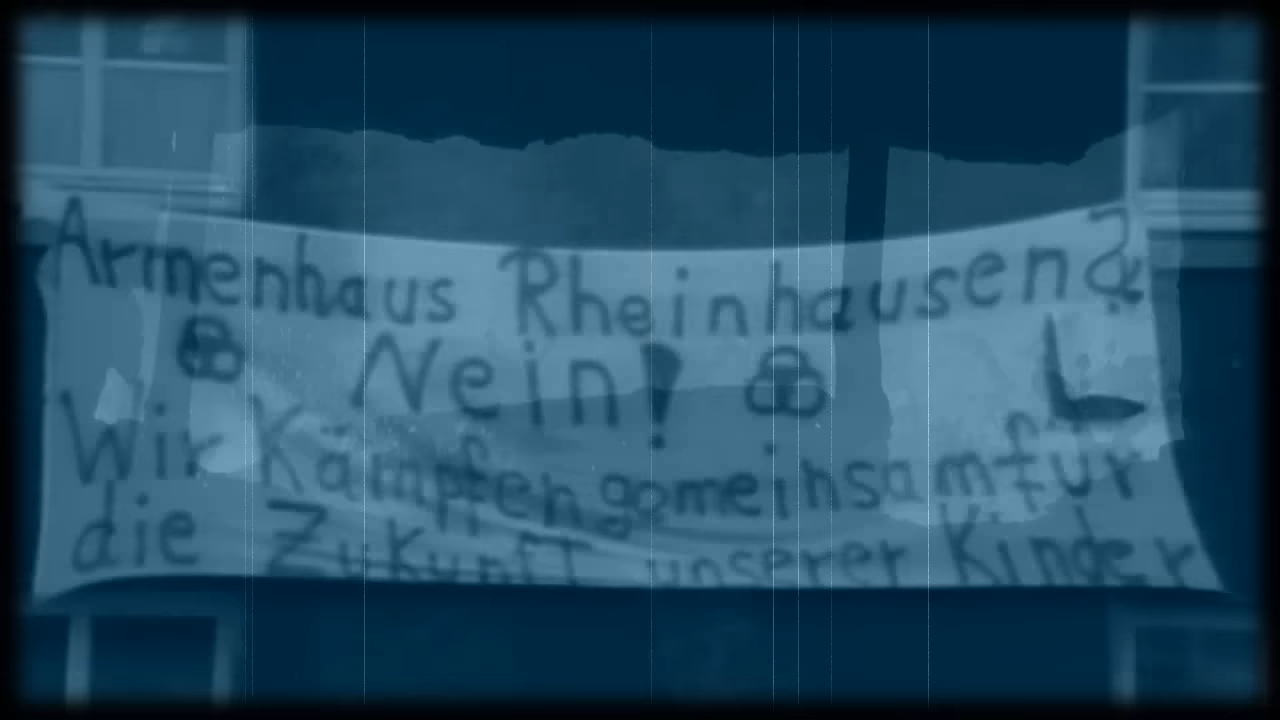 Armenhaus Rheinhausen?
Nein!
Wir Kämpfen gemeinsam für
die Zukunft unserer Kinder